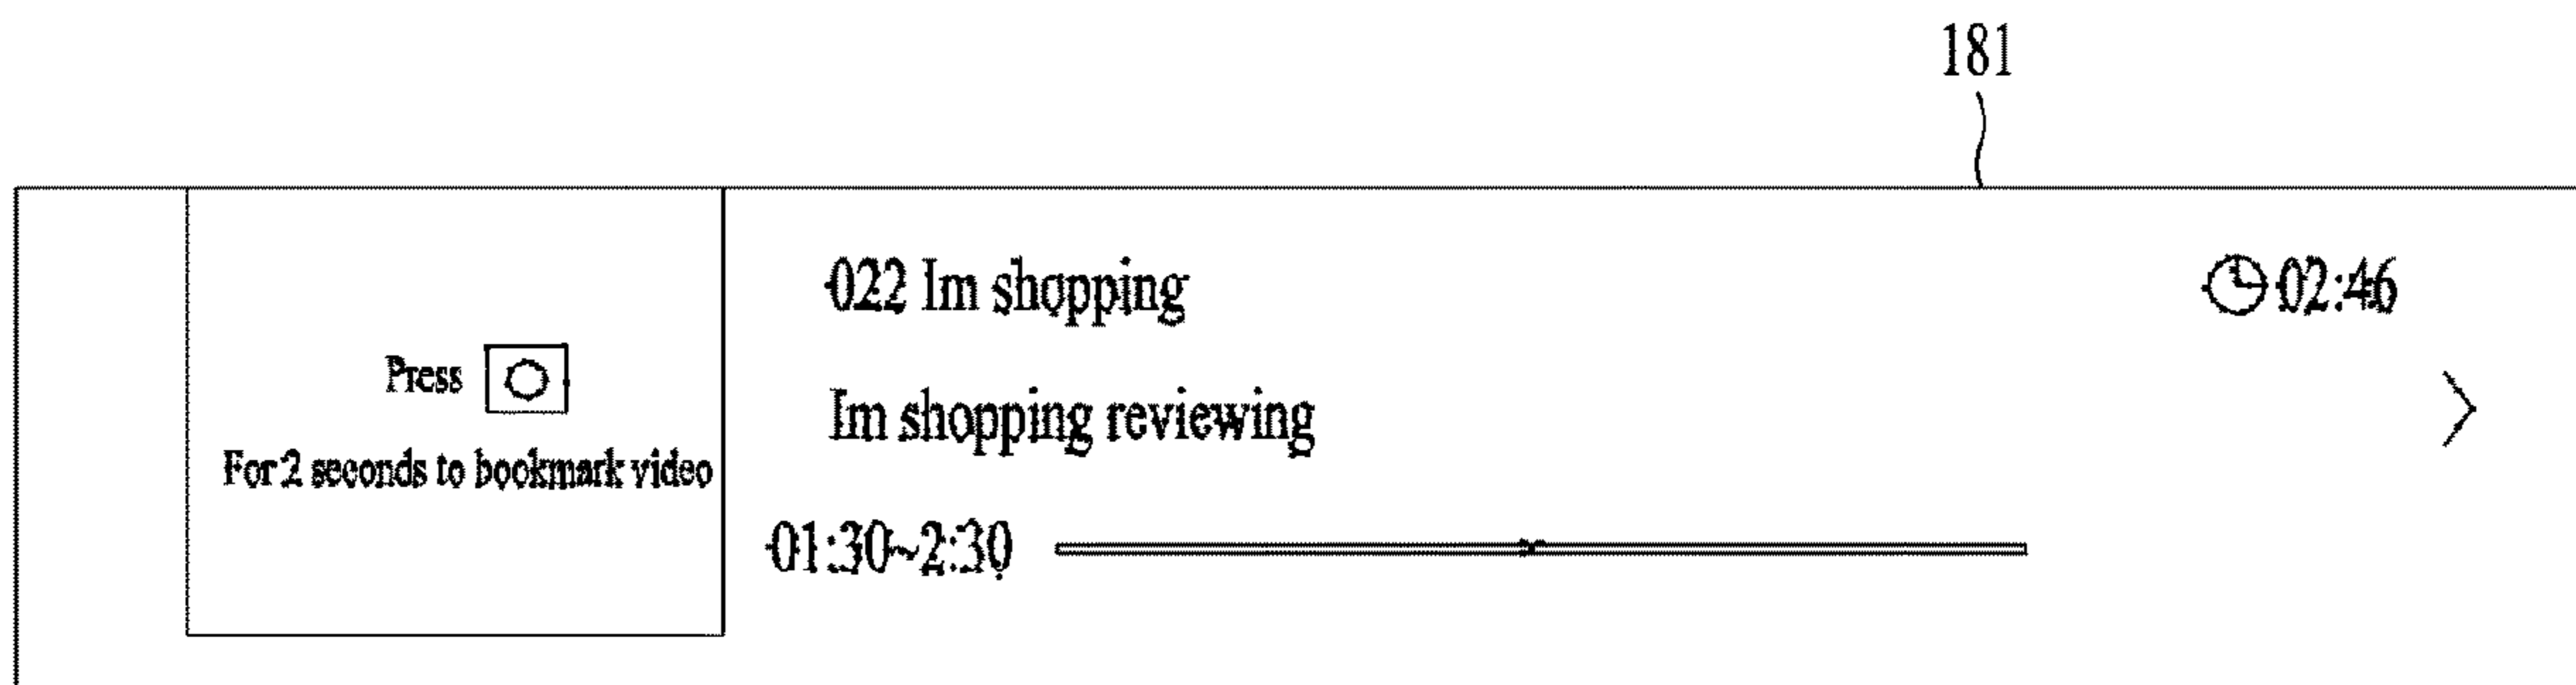 181
022 Im shopping
02:46
Press
For 2 seconds to bookmark video
Im shopping reviewing
01:30~2:30